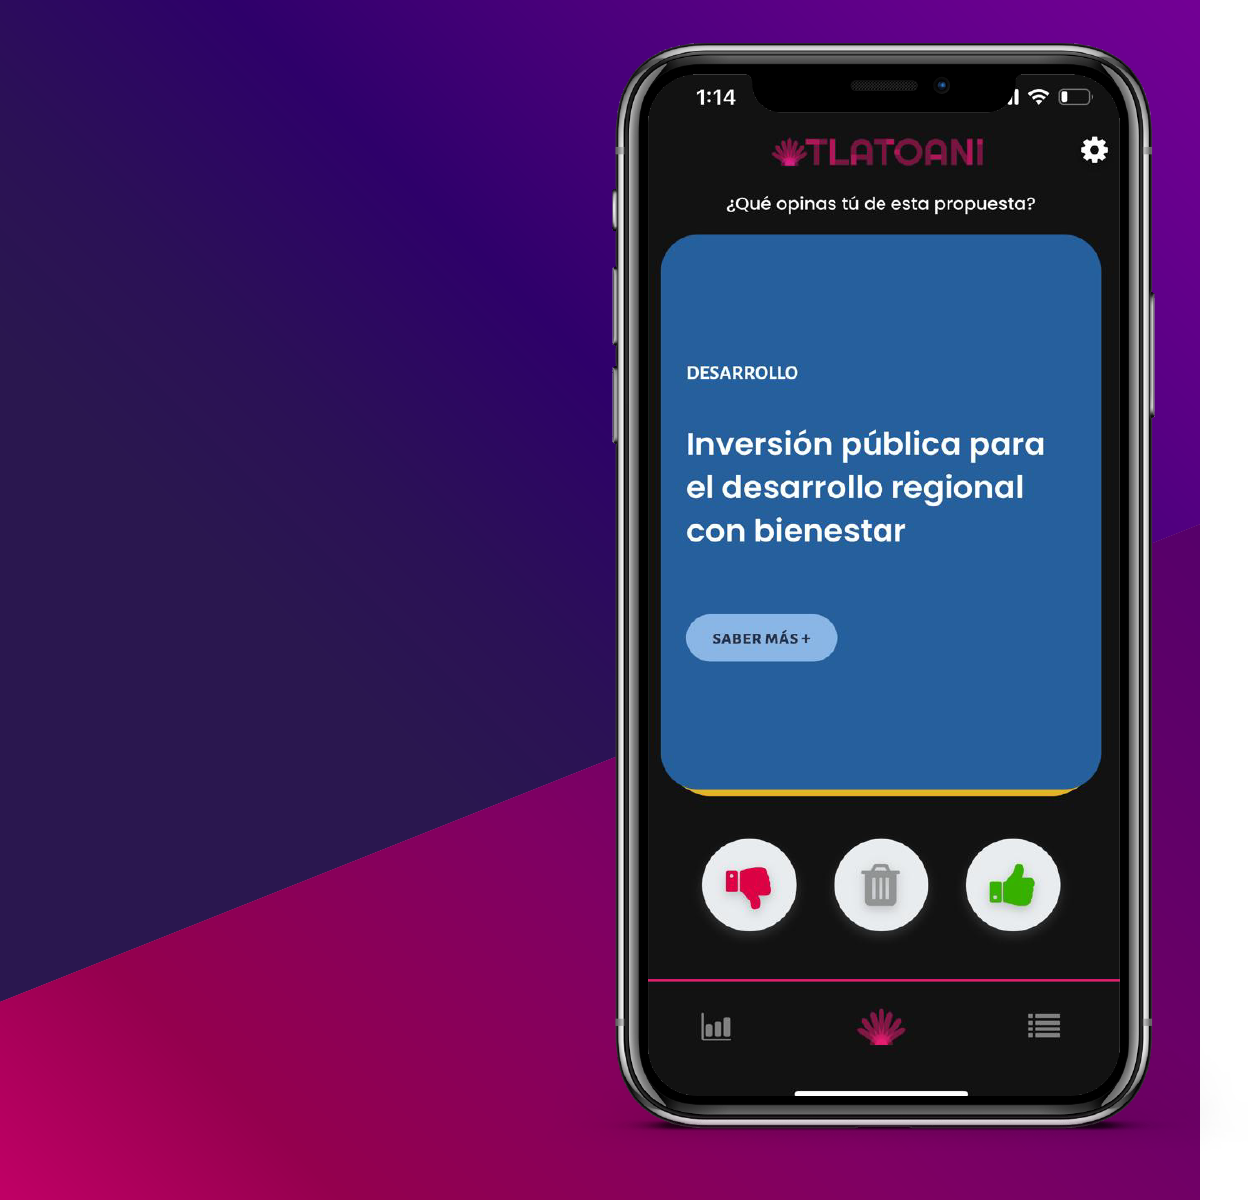 1:14
TLATOANI
¿Qué opinas tú de esta propuesta?
DESARROLLO
Inversión pública para
el desarrollo regional
con bienestar
SABER MÁS +